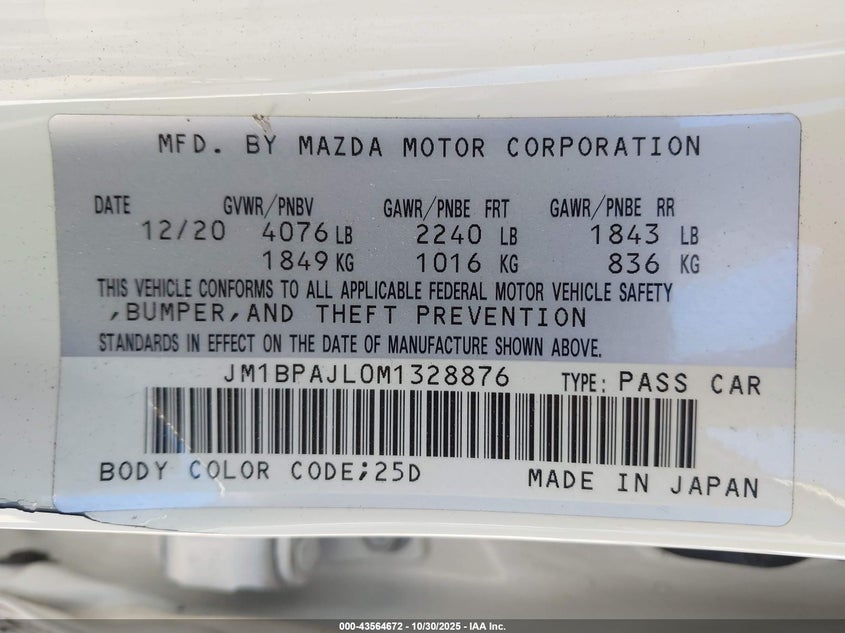 MFD. BY MAZDA MOTOR CORPORATION
DATE GVWR/PNBV GAWR/PNBE FRT GAWR/PNBE RR
12/20 4076 LB 2240 LB 1843 LB
1849 KG 1016 KG 836 KG
THIS VEHICLE CONFORMS TO ALL APPLICABLE FEDERAL MOTOR VEHICLE SAFETY
,BUMPER,AND THEFT PREVENTION
STANDARDS IN EFFECT ON THE DATE OF MANUFACTURE SHOWN ABOVE.
JM1BPAJL0M1328876 TYPE: PASS CAR
BODY COLOR CODE;25D MADE IN JAPAN
000-43564672 - 10/30/2025 - IAA Inc.